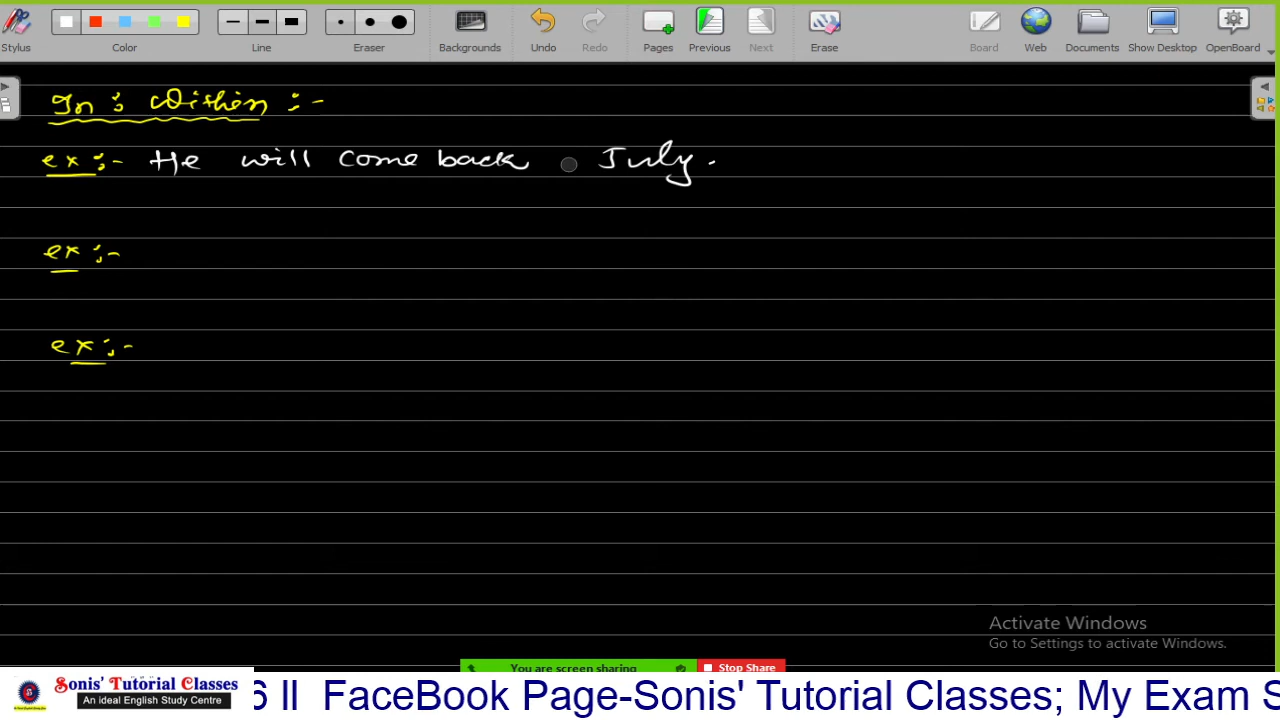 Stylus
Color
Line
Eraser
Backgrounds
Undo
Redo
Pages
Previous
Next
Erase
Board
Web
Documents
Show Desktop
OpenBoard
In : Within :-
ex :- He will come back July.
ex :-
ex :-
Activate Windows
Go to Settings to activate Windows.
You are screen sharing
Stop Share
Sonis' Tutorial Classes
An ideal English Study Centre
6 II FaceBook Page-Sonis' Tutorial Classes; My Exam S